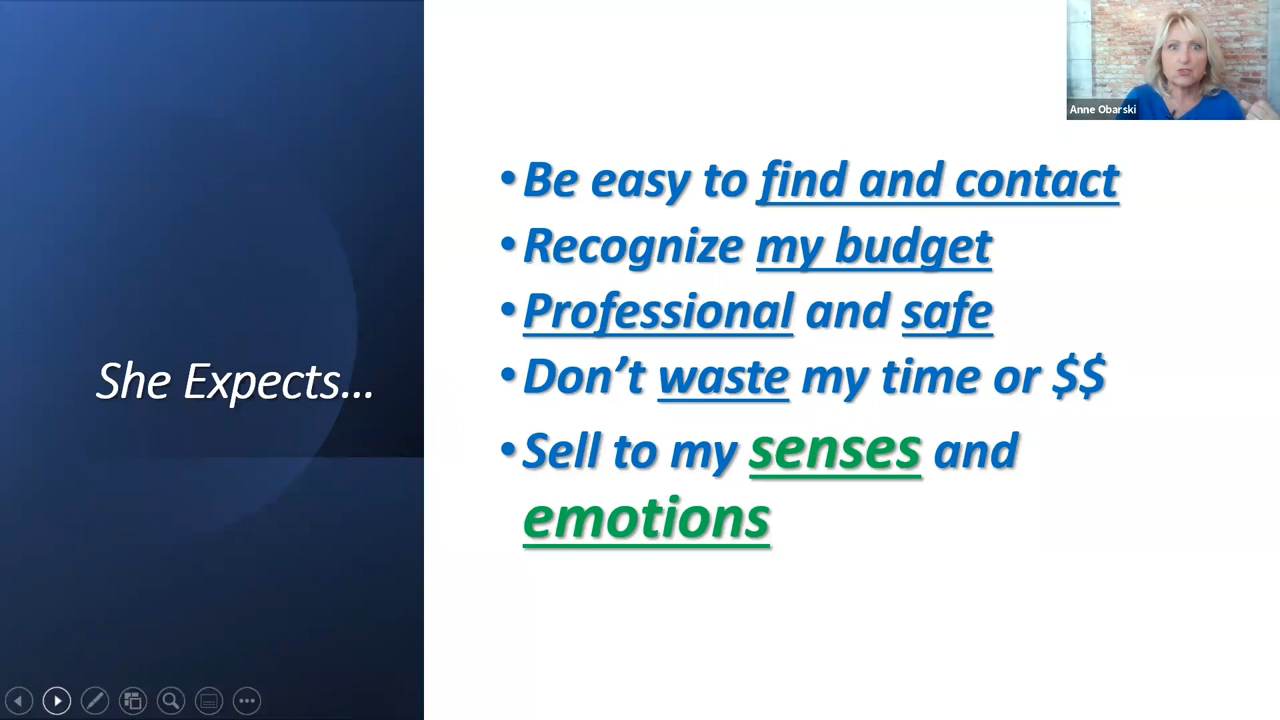 Anne Obarski
She Expects...
•Be easy to find and contact
•Recognize my budget
•Professional and safe
•Don’t waste my time or $$
•Sell to my senses and
emotions